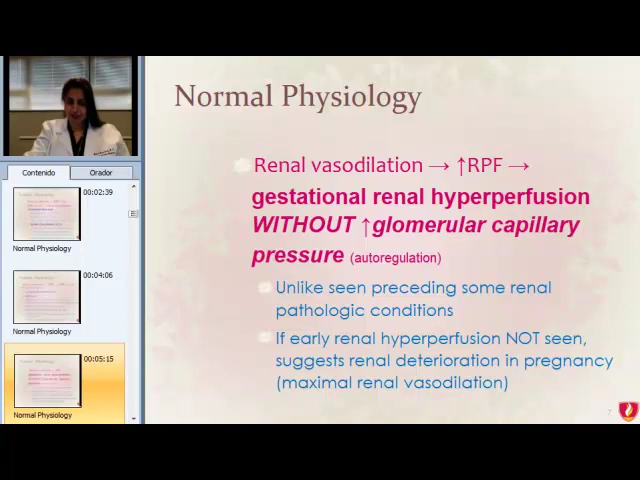 Normal Physiology
Renal vasodilation → ↑RPF →
gestational renal hyperperfusion
WITHOUT ↑glomerular capillary
pressure (autoregulation)
Unlike seen preceding some renal
pathologic conditions
If early renal hyperperfusion NOT seen,
suggests renal deterioration in pregnancy
(maximal renal vasodilation)
7
Contenido
Orador
00:02:39
Normal Physiology
00:04:06
Normal Physiology
00:05:15
Normal Physiology